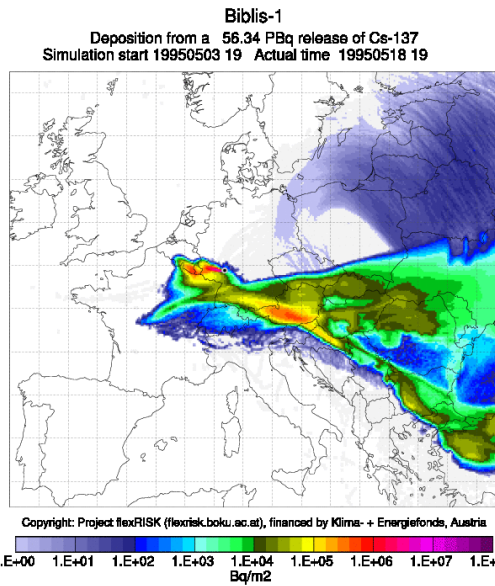 Biblis-1
Deposition from a 56.34 PBq release of Cs-137
Simulation start 19950503 19 Actual time 19950518 19
Copyright: Project flexRISK (flexrisk.boku.ac.at), financed by Klima- + Energiefonds, Austria
.E+00 1.E+01 1.E+02 1.E+03 1.E+04 1.E+05 1.E+06 1.E+07 1.E+
Bq/m2